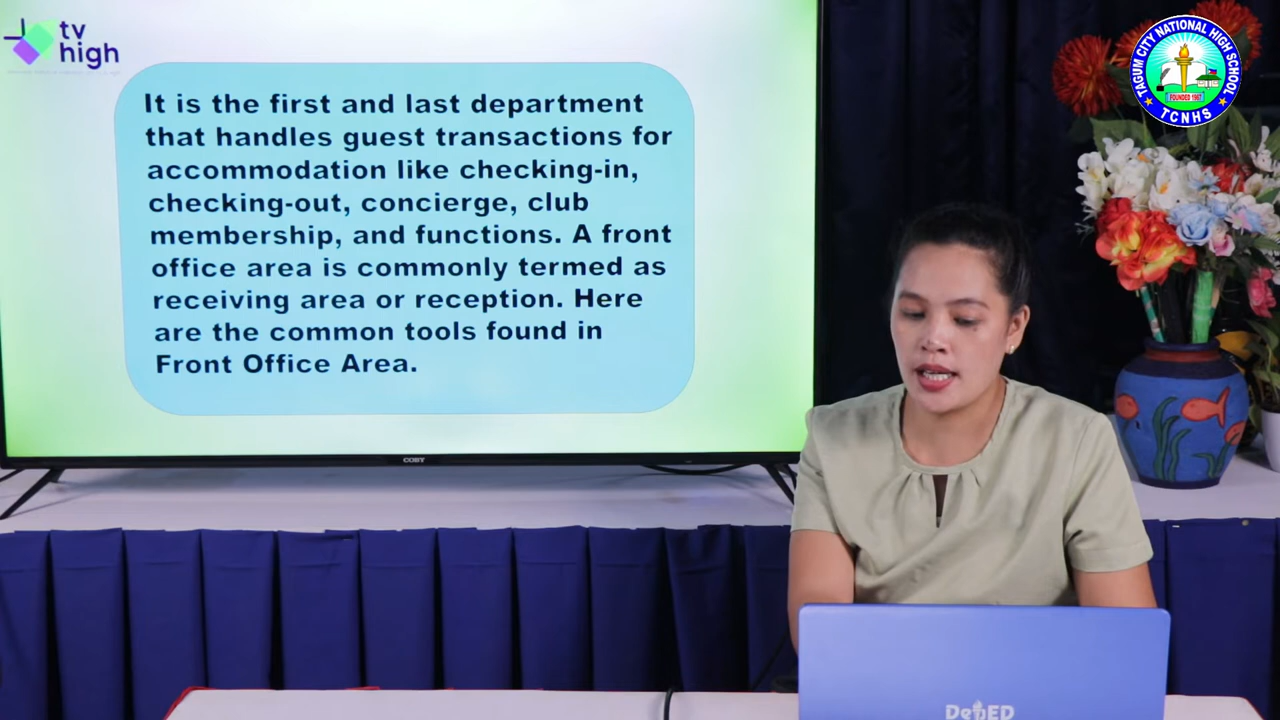 tv
high
It is the first and last department
that handles guest transactions for
accommodation like checking-in,
checking-out, concierge, club
membership, and functions. A front
office area is commonly termed as
receiving area or reception. Here
are the common tools found in
Front Office Area.
COBY
TAGUM CITY NATIONAL HIGH SCHOOL
FOUNDED 1967
TCNHS
DepED